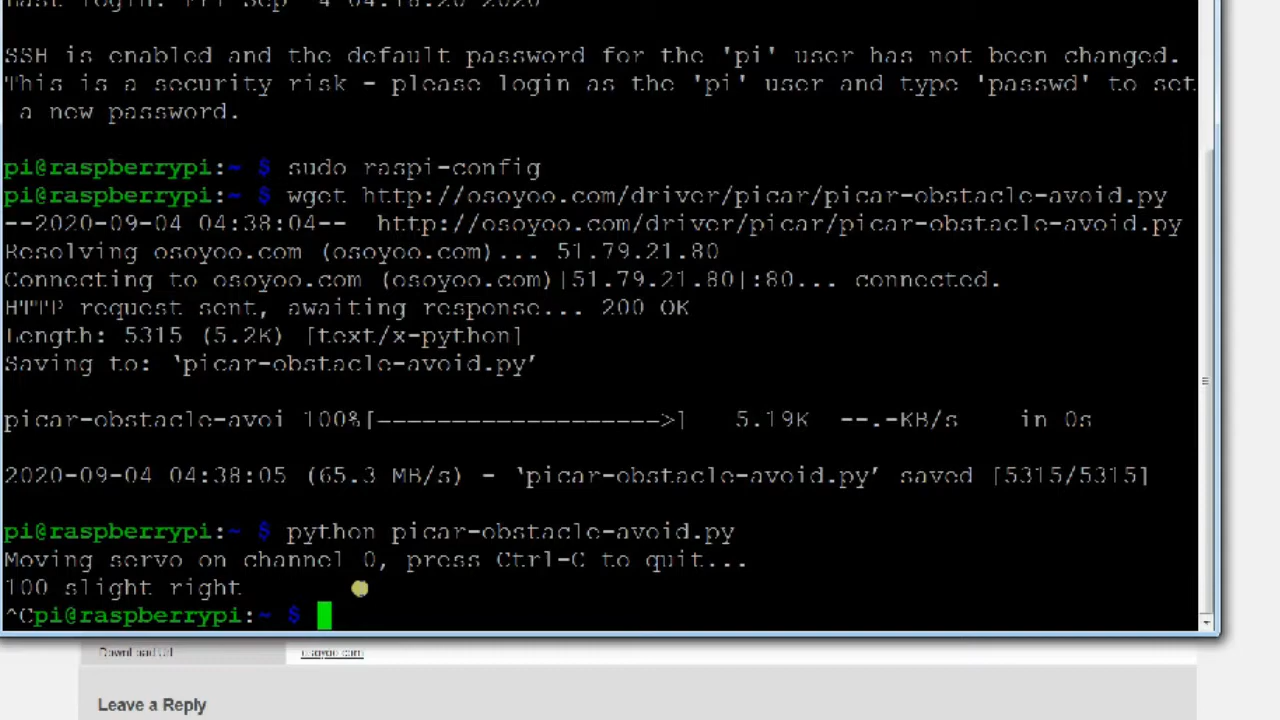 Last login: Fri Sep  4 04:18:20 2020
SSH is enabled and the default password for the 'pi' user has not been changed.
This is a security risk - please login as the 'pi' user and type 'passwd' to set
a new password.
pi@raspberrypi:~ $ sudo raspi-config
pi@raspberrypi:~ $ wget http://osoyoo.com/driver/picar/picar-obstacle-avoid.py
--2020-09-04 04:38:04--  http://osoyoo.com/driver/picar/picar-obstacle-avoid.py
Resolving osoyoo.com (osoyoo.com)... 51.79.21.80
Connecting to osoyoo.com (osoyoo.com)|51.79.21.80|:80... connected.
HTTP request sent, awaiting response... 200 OK
Length: 5315 (5.2K) [text/x-python]
Saving to: ‘picar-obstacle-avoid.py’
picar-obstacle-avoi 100%[===================>]   5.19K  --.-KB/s    in 0s
2020-09-04 04:38:05 (65.3 MB/s) - ‘picar-obstacle-avoid.py’ saved [5315/5315]
pi@raspberrypi:~ $ python picar-obstacle-avoid.py
Moving servo on channel 0, press Ctrl-C to quit...
100 slight right
^Cpi@raspberrypi:~ $
Download Url
osoyoo.com
Leave a Reply